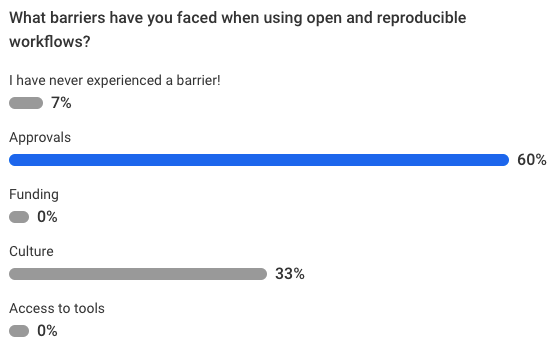 What barriers have you faced when using open and reproducible
workflows?
I have never experienced a barrier!
7%
Approvals
60%
Funding
0%
Culture
33%
Access to tools
0%